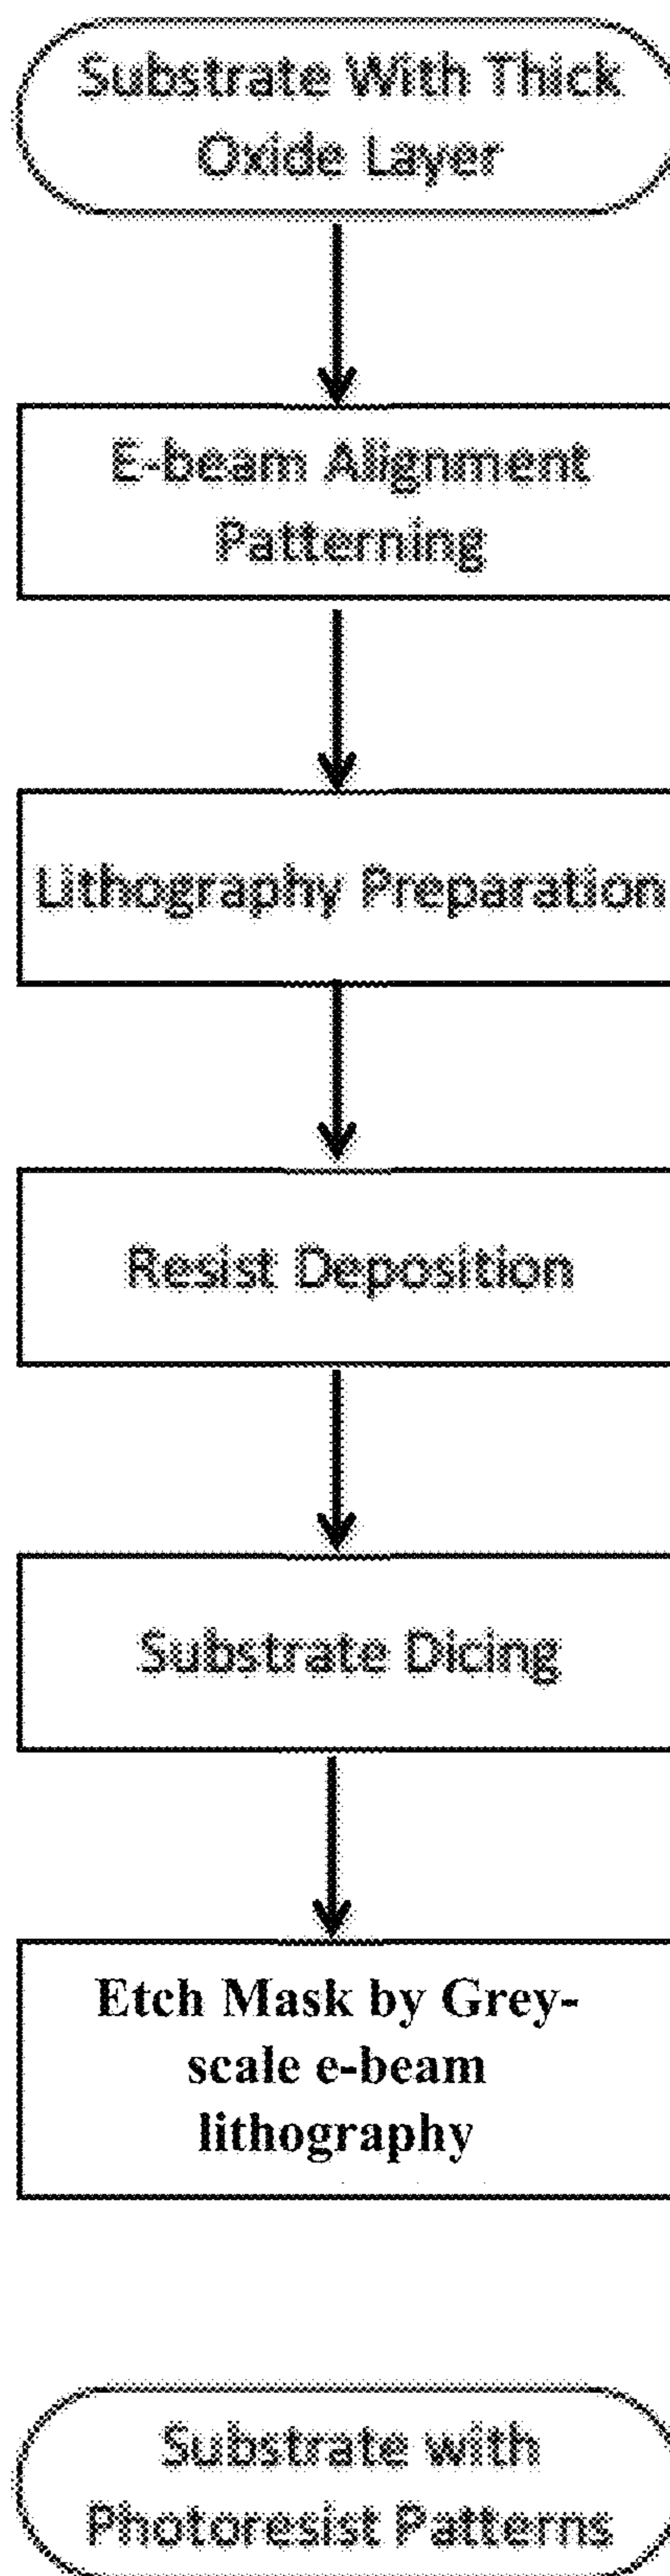 Substrate With Thick
Oxide Layer
E-beam Alignment
Patterning
Lithography Preparation
Resist Deposition
Substrate Dicing
Etch Mask by Grey-
scale e-beam
lithography
Substrate with
Photoresist Patterns